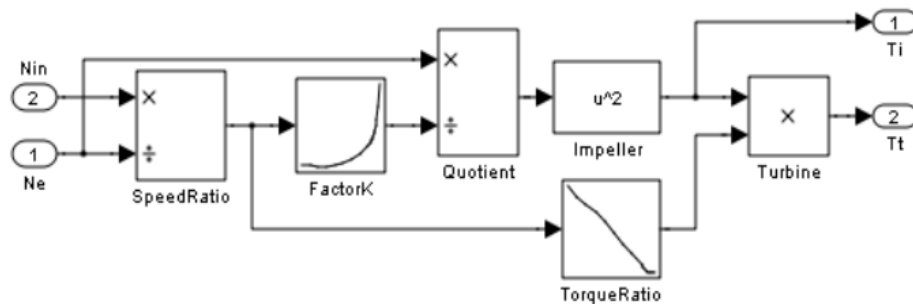 Nin
2
1
Ne
×
÷
SpeedRatio
FactorK
×
÷
Quotient
u^2
Impeller
TorqueRatio
×
Turbine
1
Ti
2
Tt